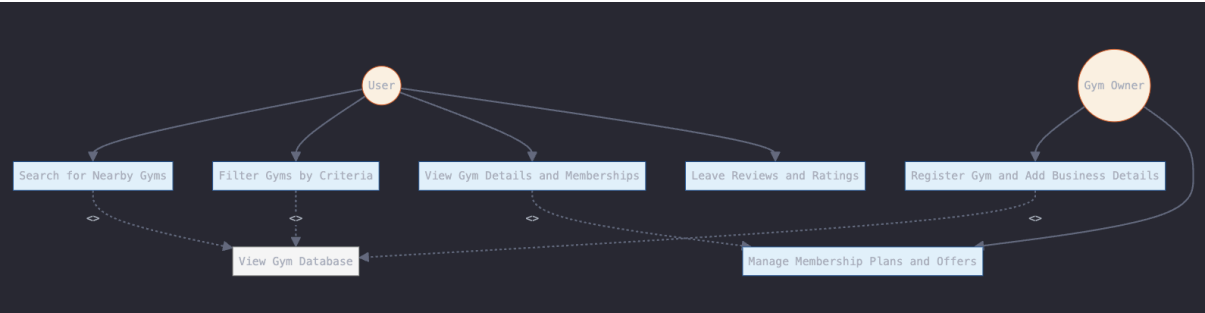 User
Gym Owner
Search for Nearby Gyms
Filter Gyms by Criteria
View Gym Details and Memberships
Leave Reviews and Ratings
Register Gym and Add Business Details
<>
<>
<>
<>
View Gym Database
Manage Membership Plans and Offers